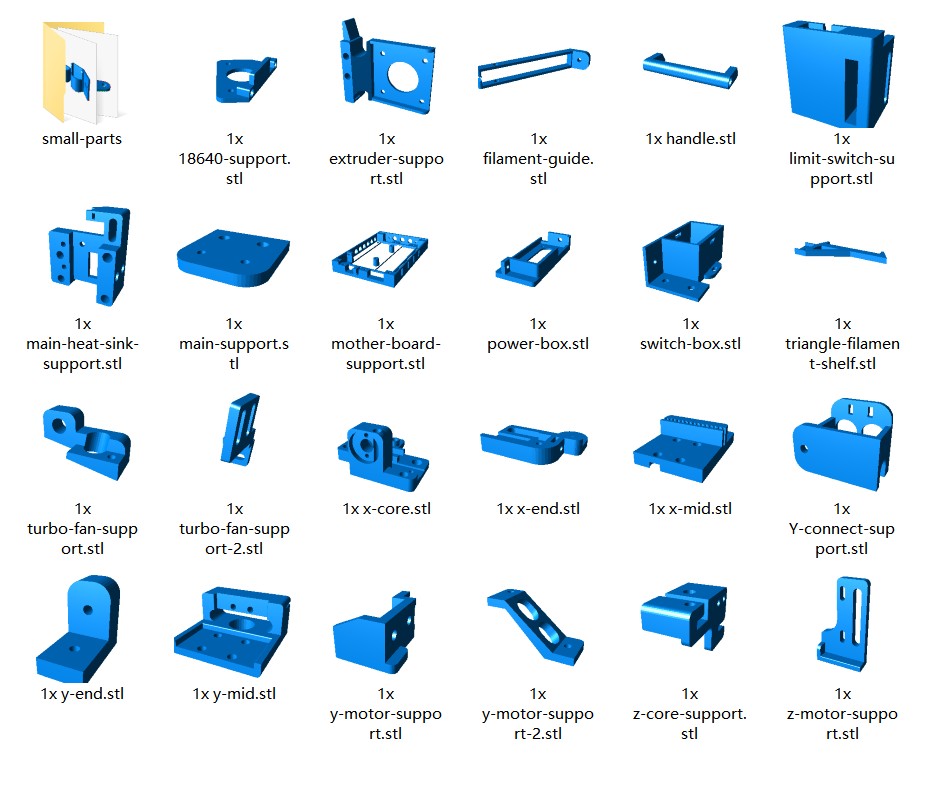 small-parts
1x
18640-support.
stl
1x
extruder-suppo
rt.stl
1x
filament-guide.
stl
1x handle.stl
1x
limit-switch-su
pport.stl
1x
main-heat-sink-
support.stl
1x
main-support.s
tl
1x
mother-board-
support.stl
1x
power-box.stl
1x
switch-box.stl
1x
triangle-filamen
t-shelf.stl
1x
turbo-fan-supp
ort.stl
1x
turbo-fan-supp
ort-2.stl
1x x-core.stl
1x x-end.stl
1x x-mid.stl
1x
Y-connect-sup
port.stl
1x y-end.stl
1x y-mid.stl
1x
y-motor-suppo
rt.stl
1x
y-motor-suppo
rt-2.stl
1x
z-core-support.
stl
1x
z-motor-suppo
rt.stl